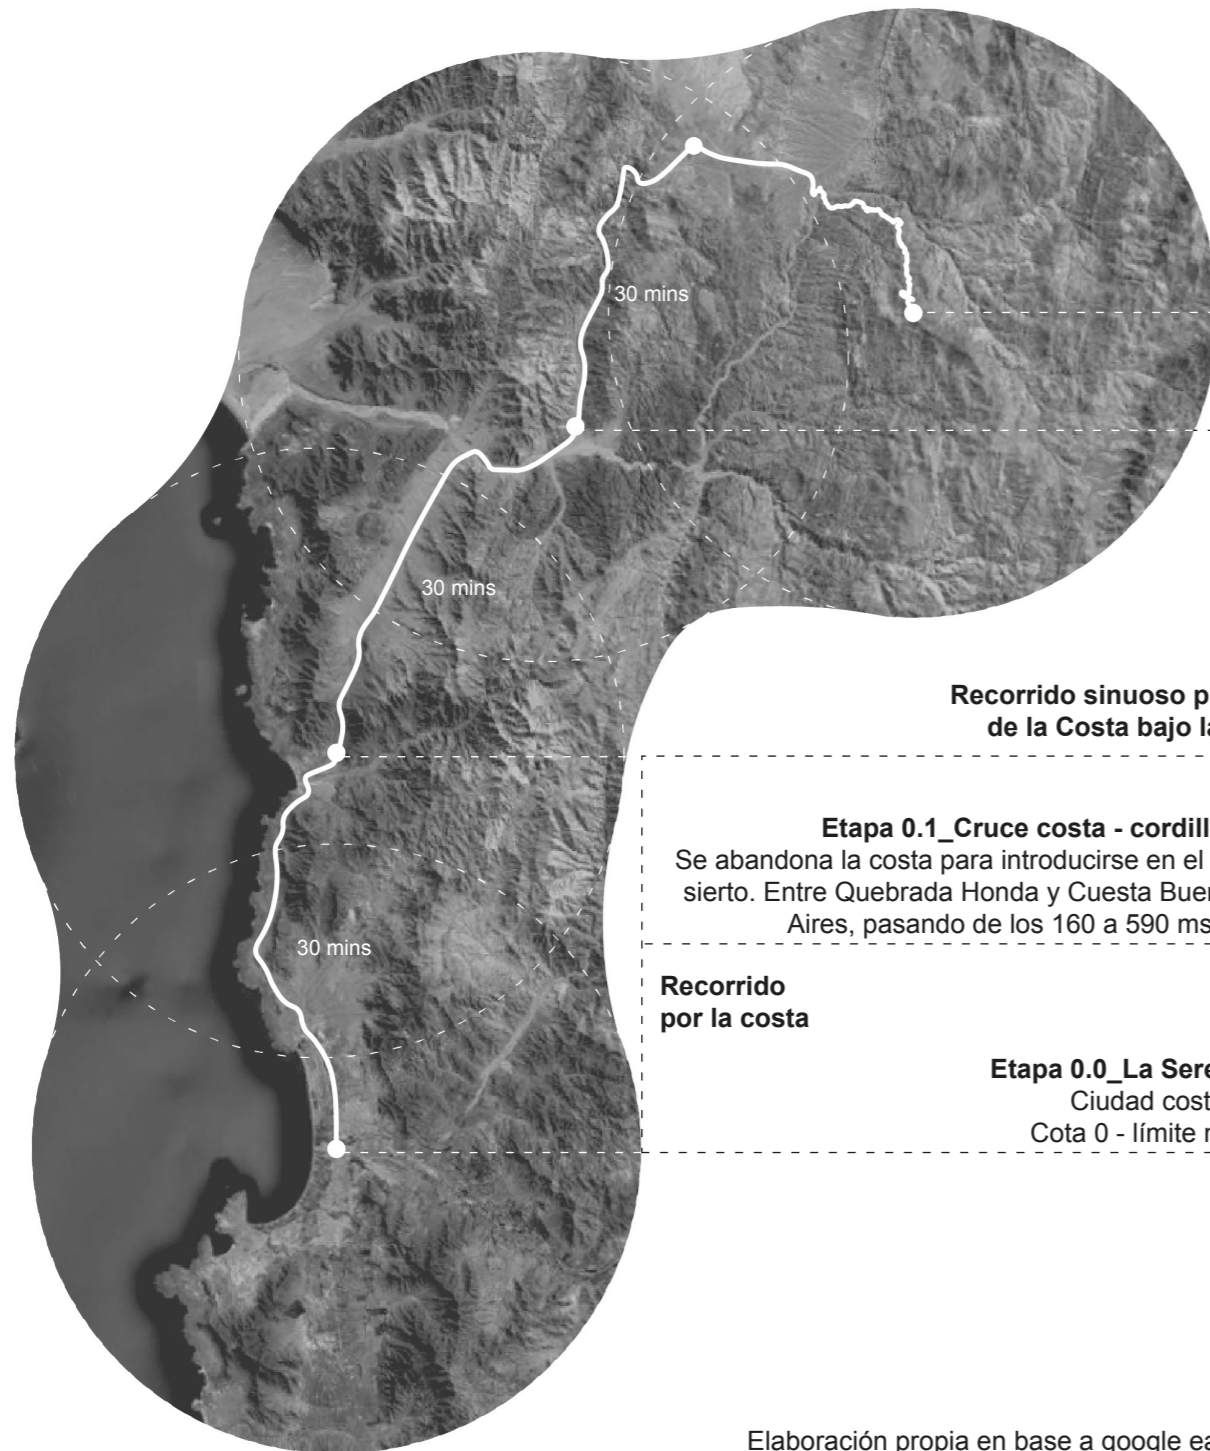 30 mins
30 mins
30 mins
Recorrido sinuoso p
de la Costa bajo la
Etapa 0.1_Cruce costa - cordill
Se abandona la costa para introducirse en el
sierto. Entre Quebrada Honda y Cuesta Buen
Aires, pasando de los 160 a 590 ms
Recorrido
por la costa
Etapa 0.0_La Sere
Ciudad cost
Cota 0 - límite
Elaboración propia en base a google ea